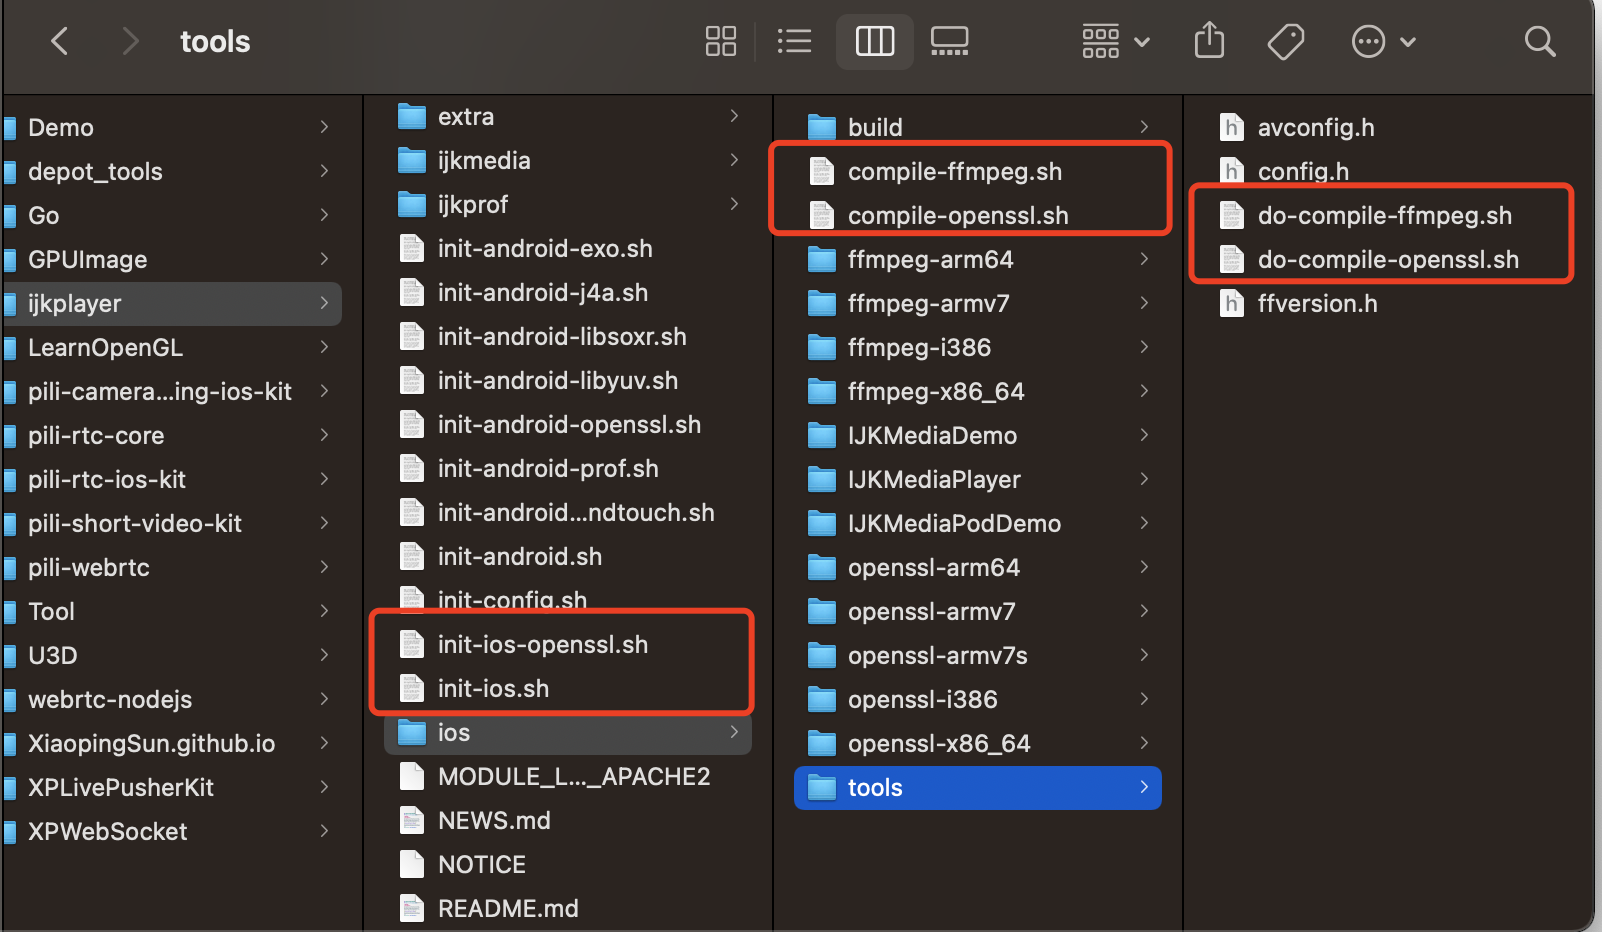 tools
Demo
depot_tools
Go
GPUImage
ijkplayer
LearnOpenGL
pili-camera...ing-ios-kit
pili-rtc-core
pili-rtc-ios-kit
pili-short-video-kit
pili-webrtc
Tool
U3D
webrtc-nodejs
XiaopingSun.github.io
XPLivePusherKit
XPWebSocket
extra
ijkmedia
ijkprof
init-android-exo.sh
init-android-j4a.sh
init-android-libsoxr.sh
init-android-libyuv.sh
init-android-openssl.sh
init-android-prof.sh
init-android...ndtouch.sh
init-android.sh
init-config.sh
init-ios-openssl.sh
init-ios.sh
ios
MODULE_L..._APACHE2
NEWS.md
NOTICE
README.md
build
compile-ffmpeg.sh
compile-openssl.sh
ffmpeg-arm64
ffmpeg-armv7
ffmpeg-i386
ffmpeg-x86_64
IJKMediaDemo
IJKMediaPlayer
IJKMediaPodDemo
openssl-arm64
openssl-armv7
openssl-armv7s
openssl-i386
openssl-x86_64
tools
avconfig.h
config.h
do-compile-ffmpeg.sh
do-compile-openssl.sh
ffversion.h